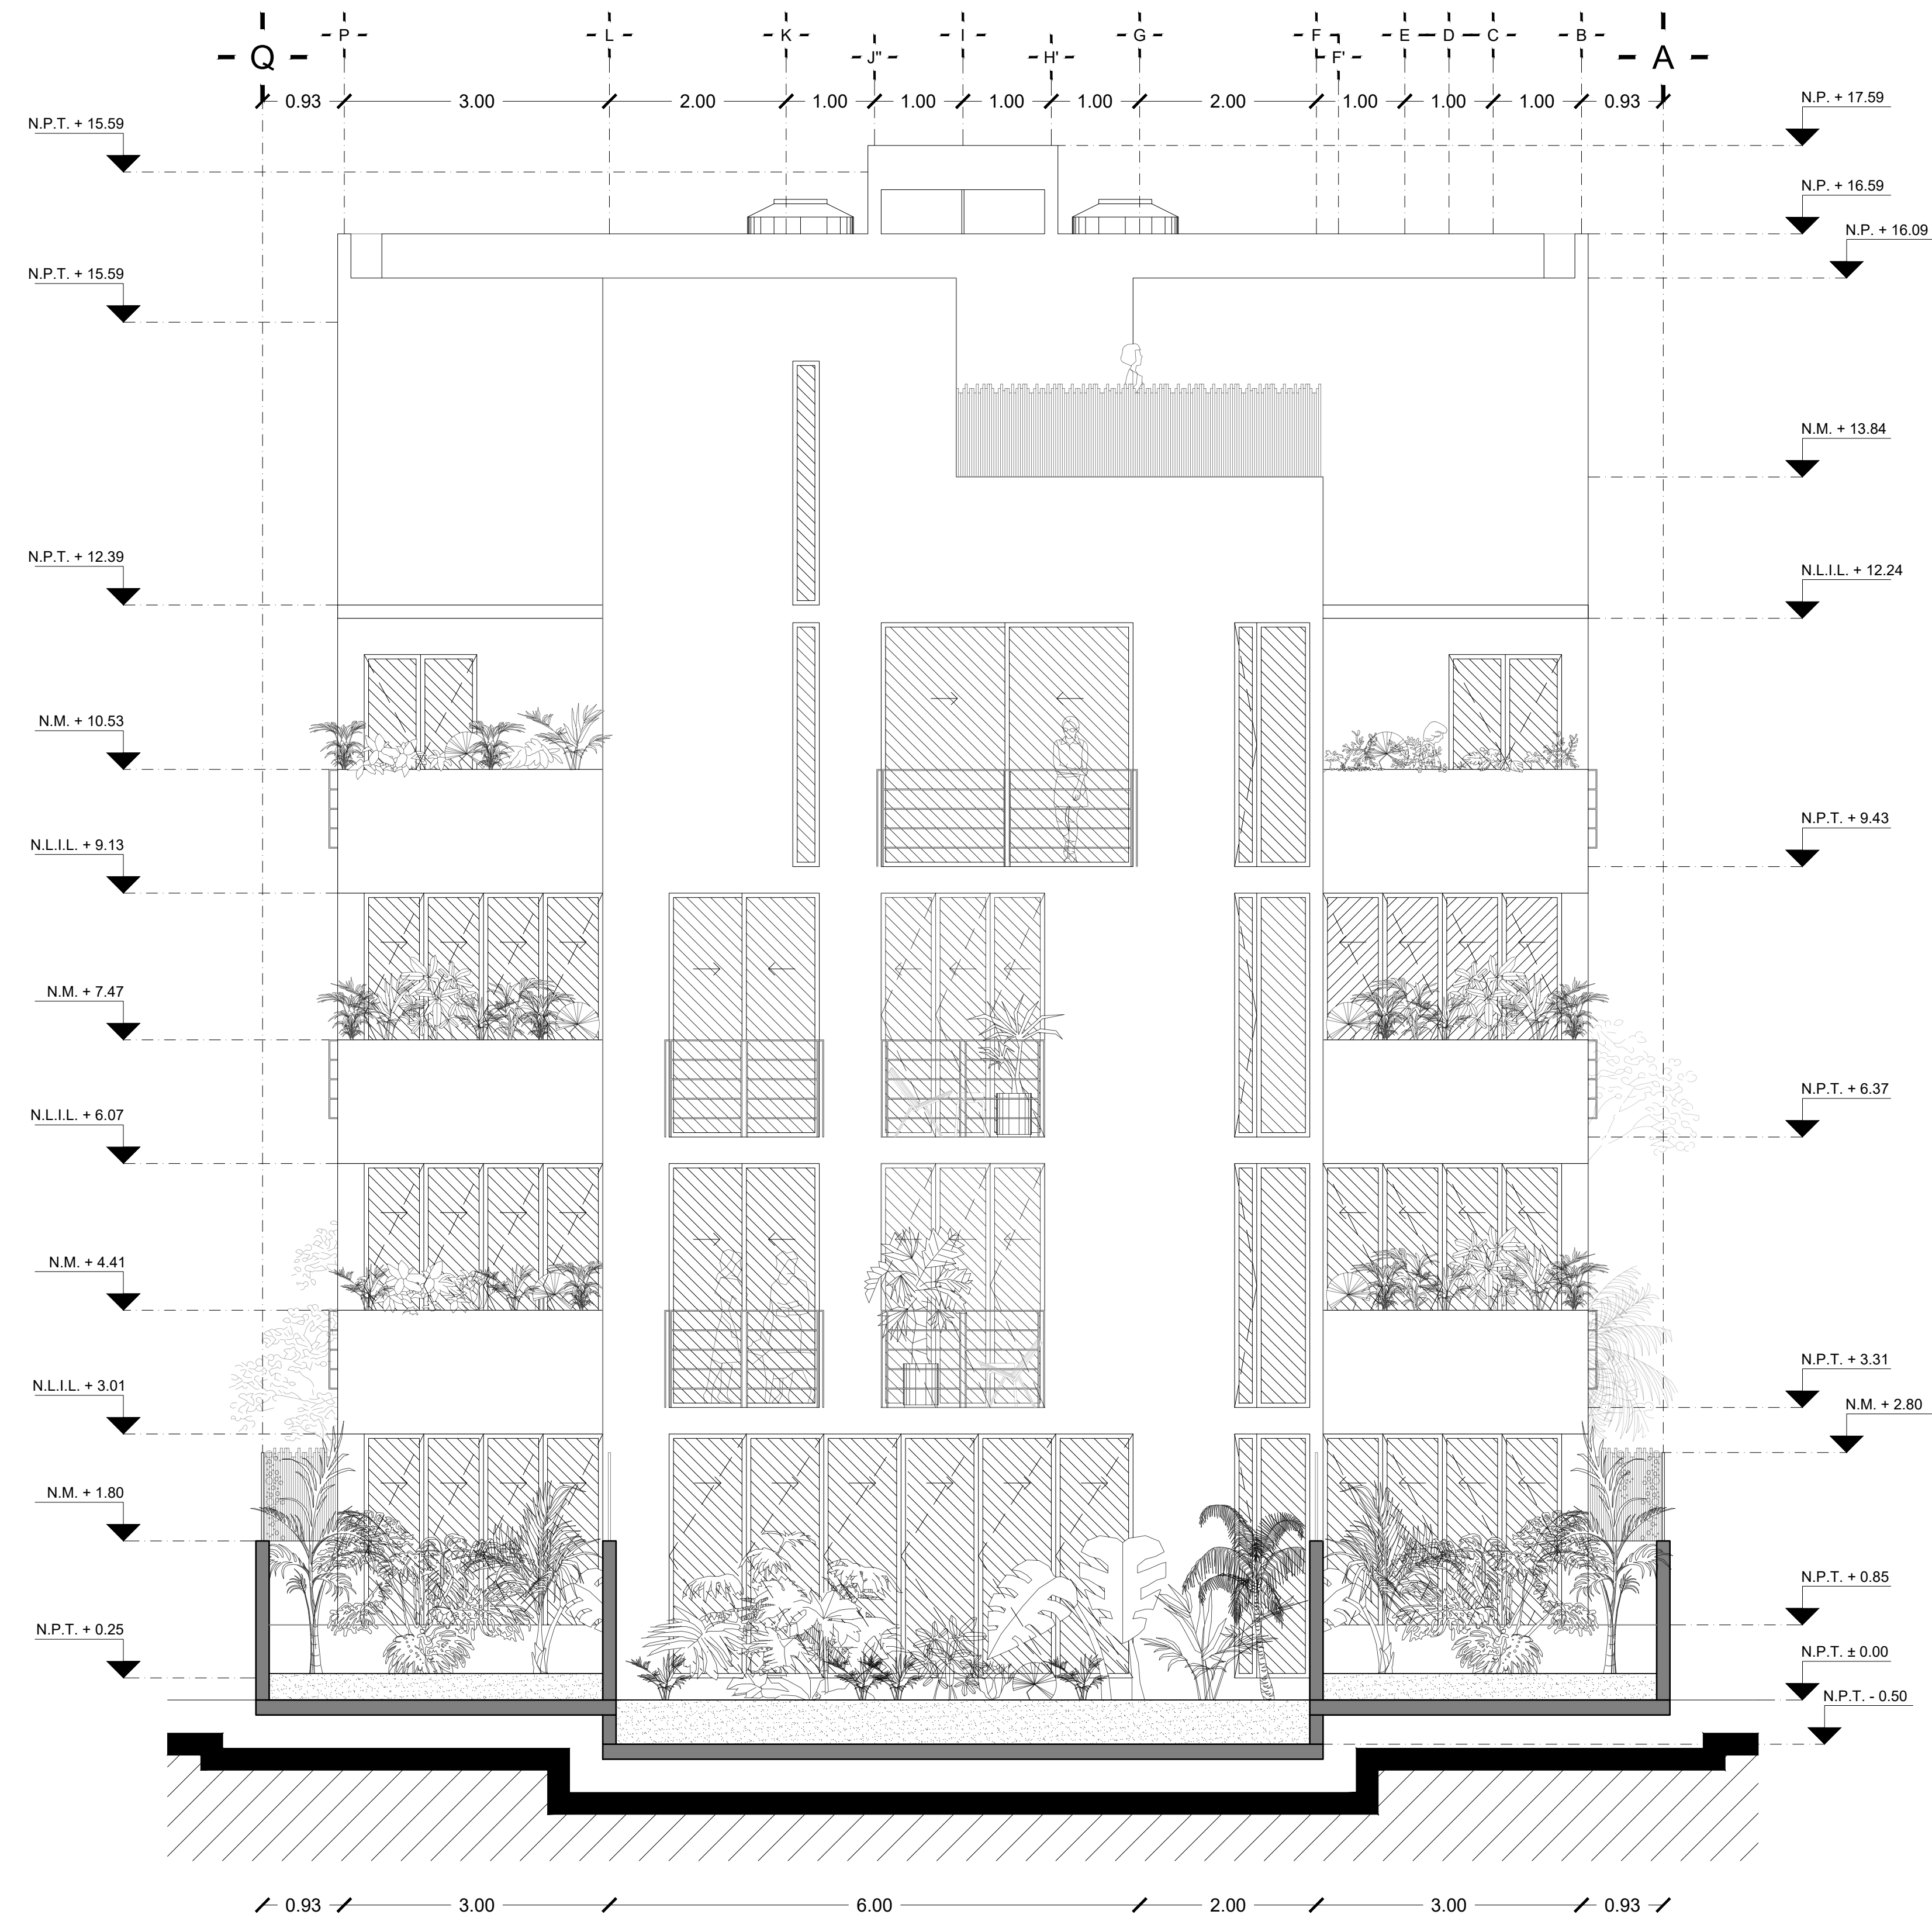 P L K I G F E D C B
Q J" H' F' A
0.93 3.00 2.00 1.00 1.00 1.00 1.00 2.00 1.00 1.00 1.00 0.93
N.P. + 17.59
N.P.T. + 15.59
N.P. + 16.59
N.P. + 16.09
N.P.T. + 15.59
N.M. + 13.84
N.P.T. + 12.39
N.L.I.L. + 12.24
N.M. + 10.53
N.P.T. + 9.43
N.L.I.L. + 9.13
N.M. + 7.47
N.P.T. + 6.37
N.L.I.L. + 6.07
N.M. + 4.41
N.P.T. + 3.31
N.L.I.L. + 3.01
N.M. + 2.80
N.M. + 1.80
N.P.T. + 0.85
N.P.T. + 0.25
N.P.T. ± 0.00
N.P.T. - 0.50
0.93 3.00 6.00 2.00 3.00 0.93